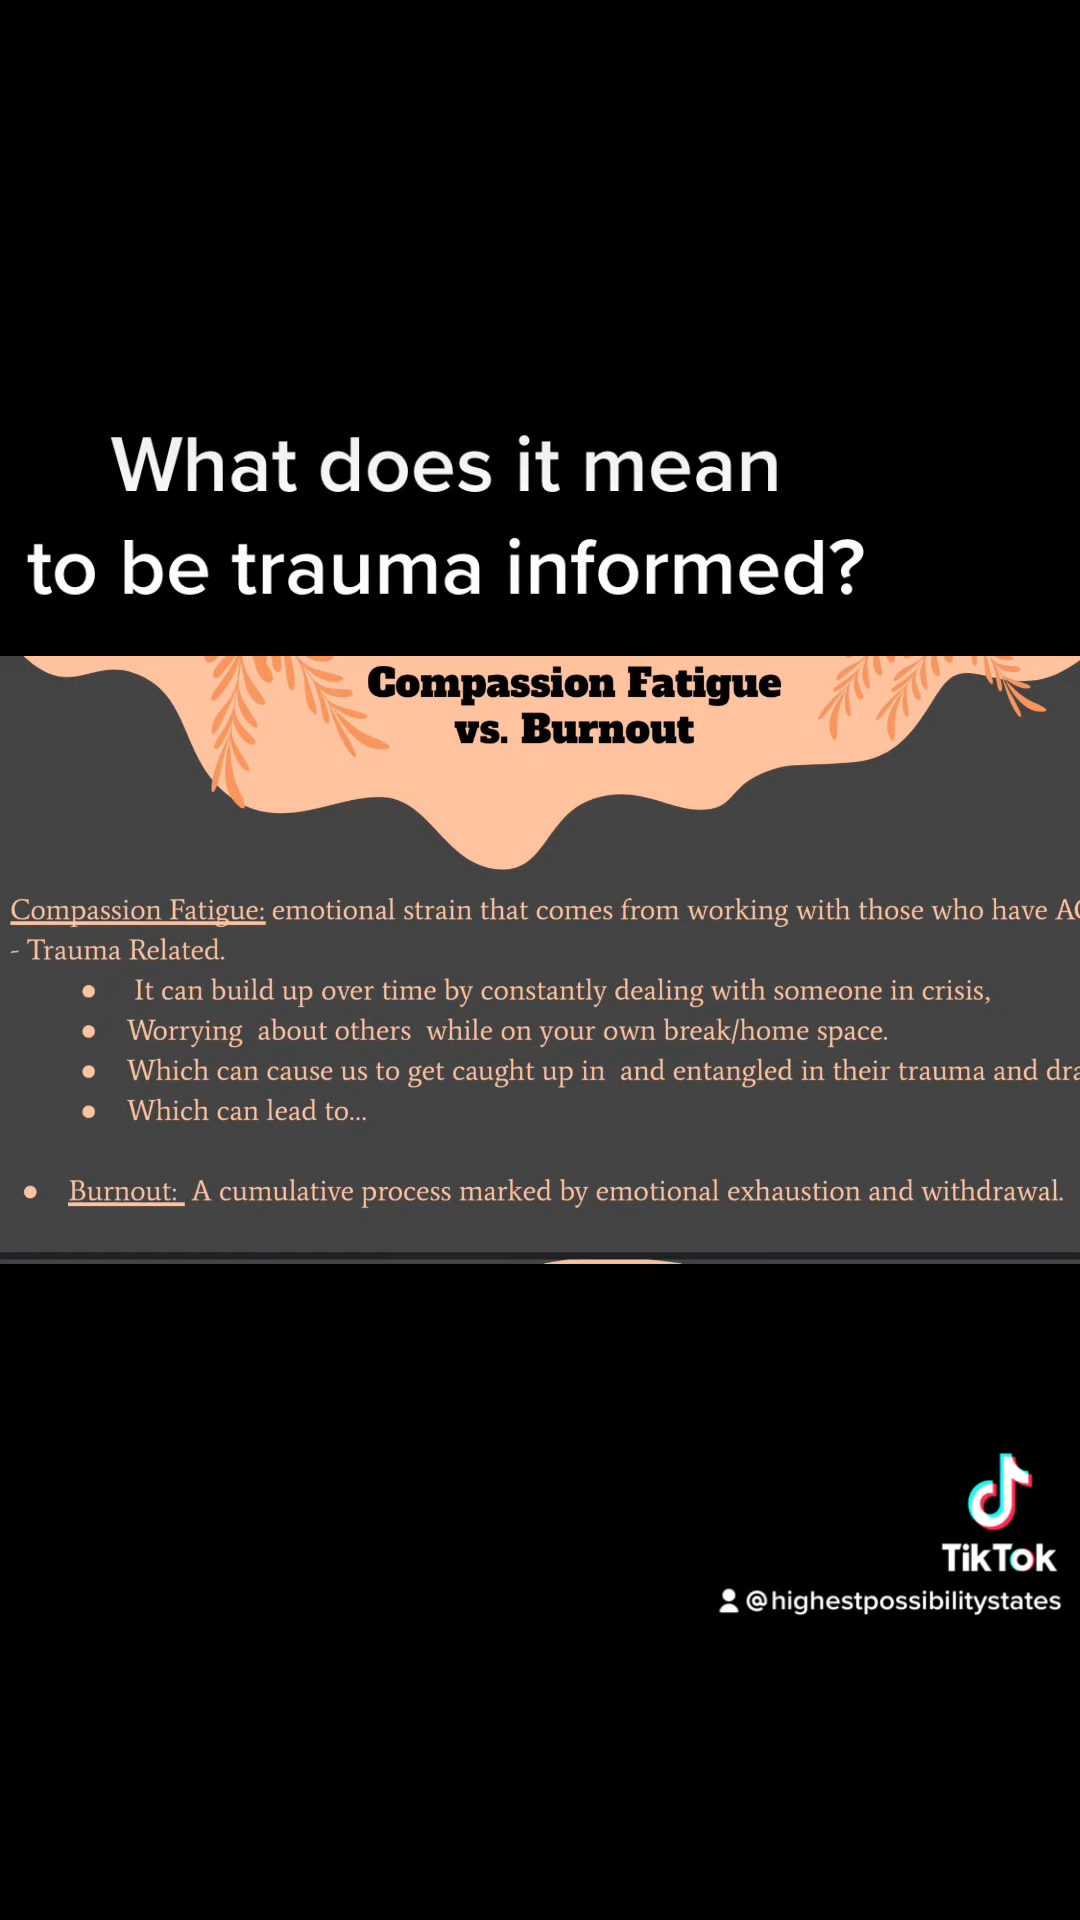 What does it mean
to be trauma informed?
Compassion Fatigue
vs. Burnout
Compassion Fatigue: emotional strain that comes from working with those who have
- Trauma Related.
● It can build up over time by constantly dealing with someone in crisis,
● Worrying about others while on your own break/home space.
● Which can cause us to get caught up in and entangled in their trauma and
● Which can lead to...
● Burnout: A cumulative process marked by emotional exhaustion and withdrawal.
TikTok
@highestpossibilitystates